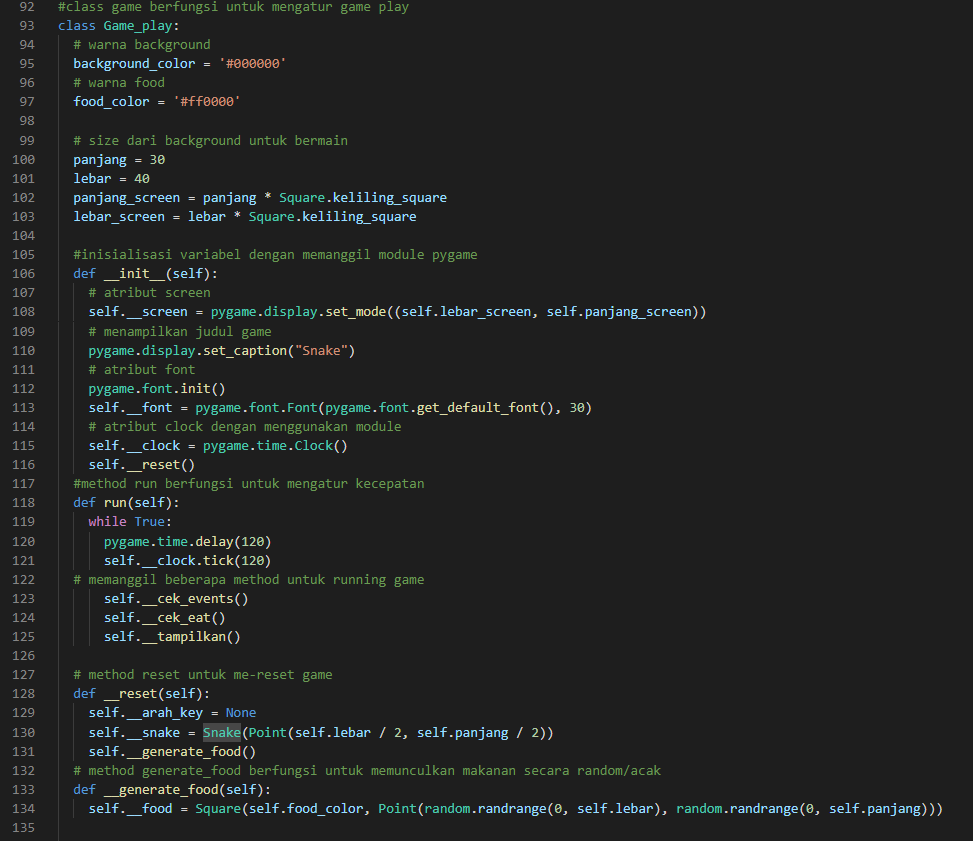 92 #class game berfungsi untuk mengatur game play
93 class Game_play:
94 # warna background
95 background_color = '#000000'
96 # warna food
97 food_color = '#ff0000'
98
99 # size dari background untuk bermain
100 panjang = 30
101 lebar = 40
102 panjang_screen = panjang * Square.keliling_square
103 lebar_screen = lebar * Square.keliling_square
104
105 #inisialisasi variabel dengan memanggil module pygame
106 def __init__(self):
107 # atribut screen
108 self.__screen = pygame.display.set_mode((self.lebar_screen, self.panjang_screen))
109 # menampilkan judul game
110 pygame.display.set_caption("Snake")
111 # atribut font
112 pygame.font.init()
113 self.__font = pygame.font.Font(pygame.font.get_default_font(), 30)
114 # atribut clock dengan menggunakan module
115 self.__clock = pygame.time.Clock()
116 self.__reset()
117 #method run berfungsi untuk mengatur kecepatan
118 def run(self):
119 while True:
120 pygame.time.delay(120)
121 self.__clock.tick(120)
122 # memanggil beberapa method untuk running game
123 self.__cek_events()
124 self.__cek_eat()
125 self.__tampilkan()
126
127 # method reset untuk me-reset game
128 def __reset(self):
129 self.__arah_key = None
130 self.__snake = Snake(Point(self.lebar / 2, self.panjang / 2))
131 self.__generate_food()
132 # method generate_food berfungsi untuk memunculkan makanan secara random/acak
133 def __generate_food(self):
134 self.__food = Square(self.food_color, Point(random.randrange(0, self.lebar), random.randrange(0, self.panjang)))
135